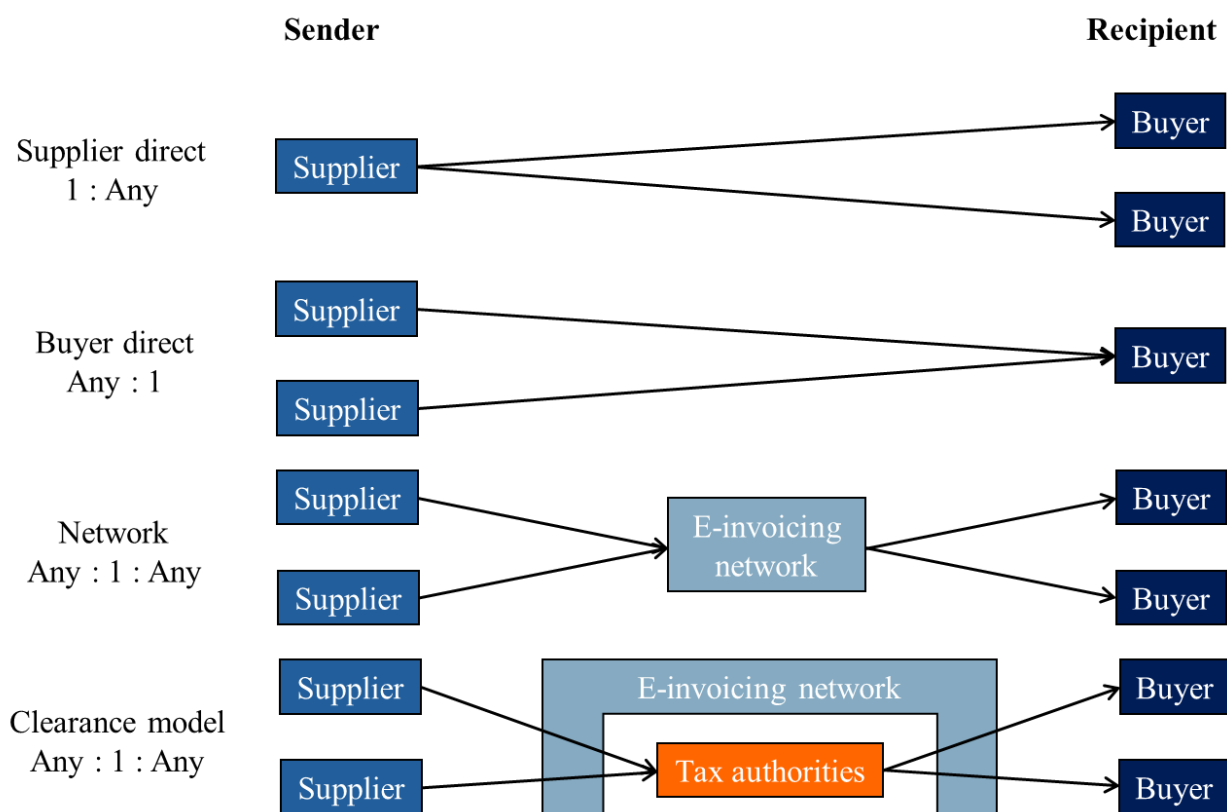 Sender
Recipient
Supplier direct
1 : Any
Supplier
Buyer
Buyer
Buyer direct
Any : 1
Supplier
Supplier
Buyer
Network
Any : 1 : Any
Supplier
Supplier
E-invoicing
network
Buyer
Buyer
Clearance model
Any : 1 : Any
Supplier
Supplier
E-invoicing network
Tax authorities
Buyer
Buyer